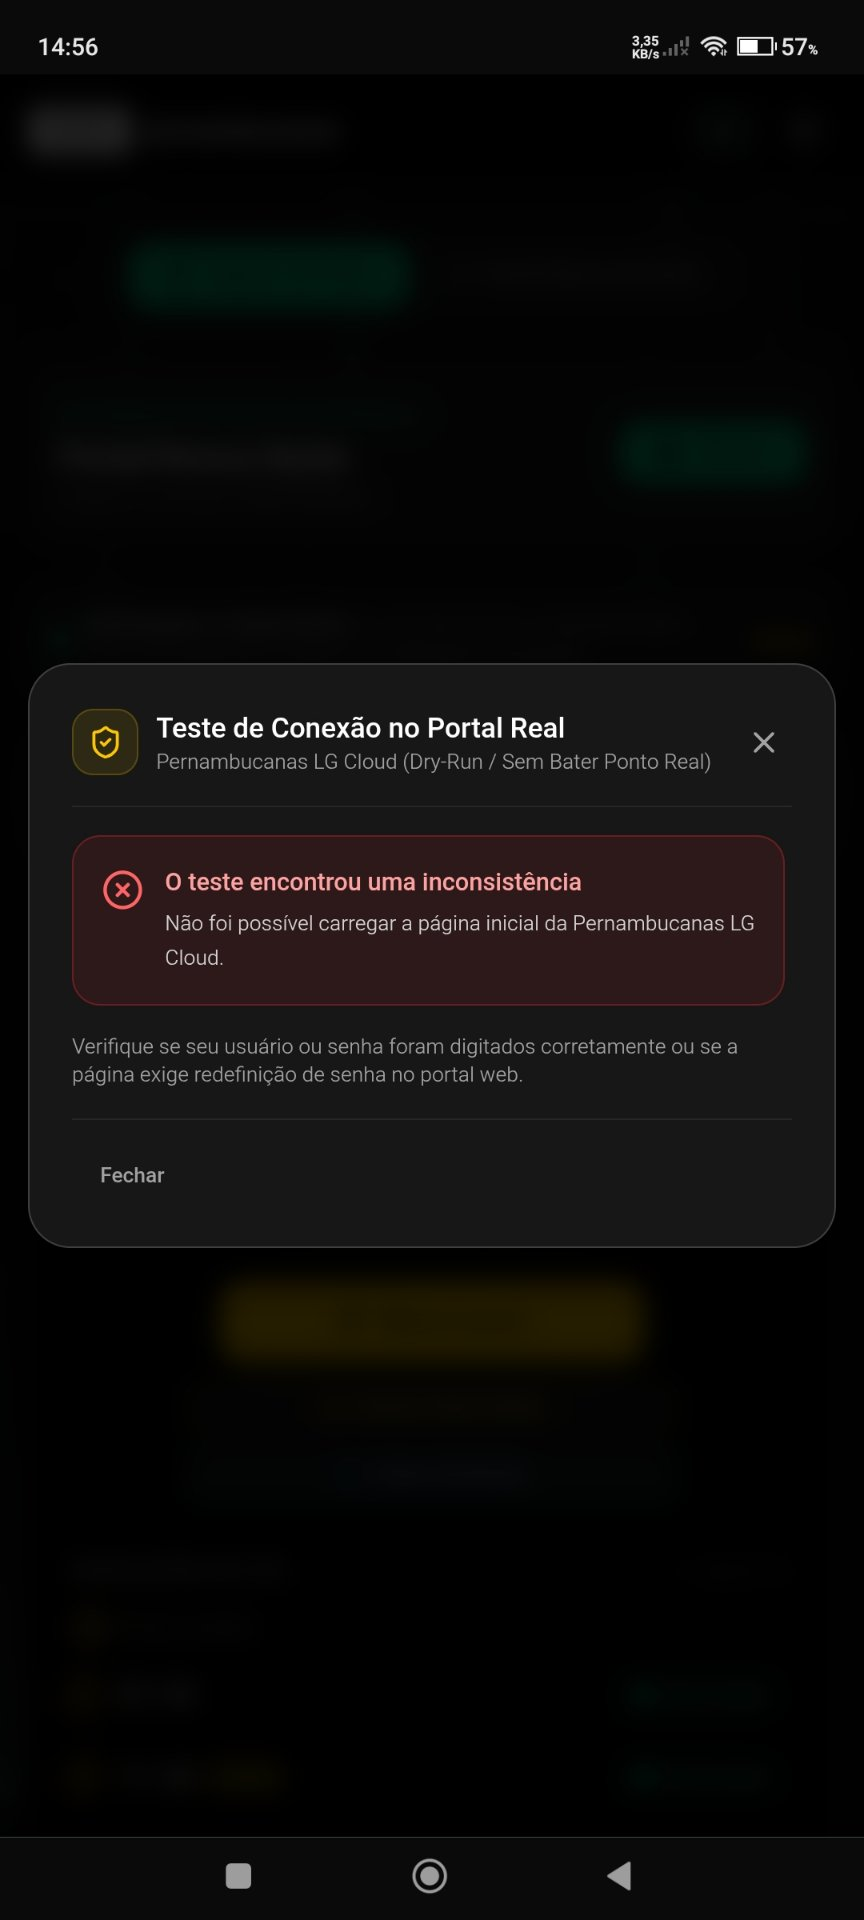 14:56
3,35
KB/s
57%
Teste de Conexão no Portal Real
Pernambucanas LG Cloud (Dry-Run / Sem Bater Ponto Real)
O teste encontrou uma inconsistência
Não foi possível carregar a página inicial da Pernambucanas LG
Cloud.
Verifique se seu usuário ou senha foram digitados corretamente ou se a
página exige redefinição de senha no portal web.
Fechar